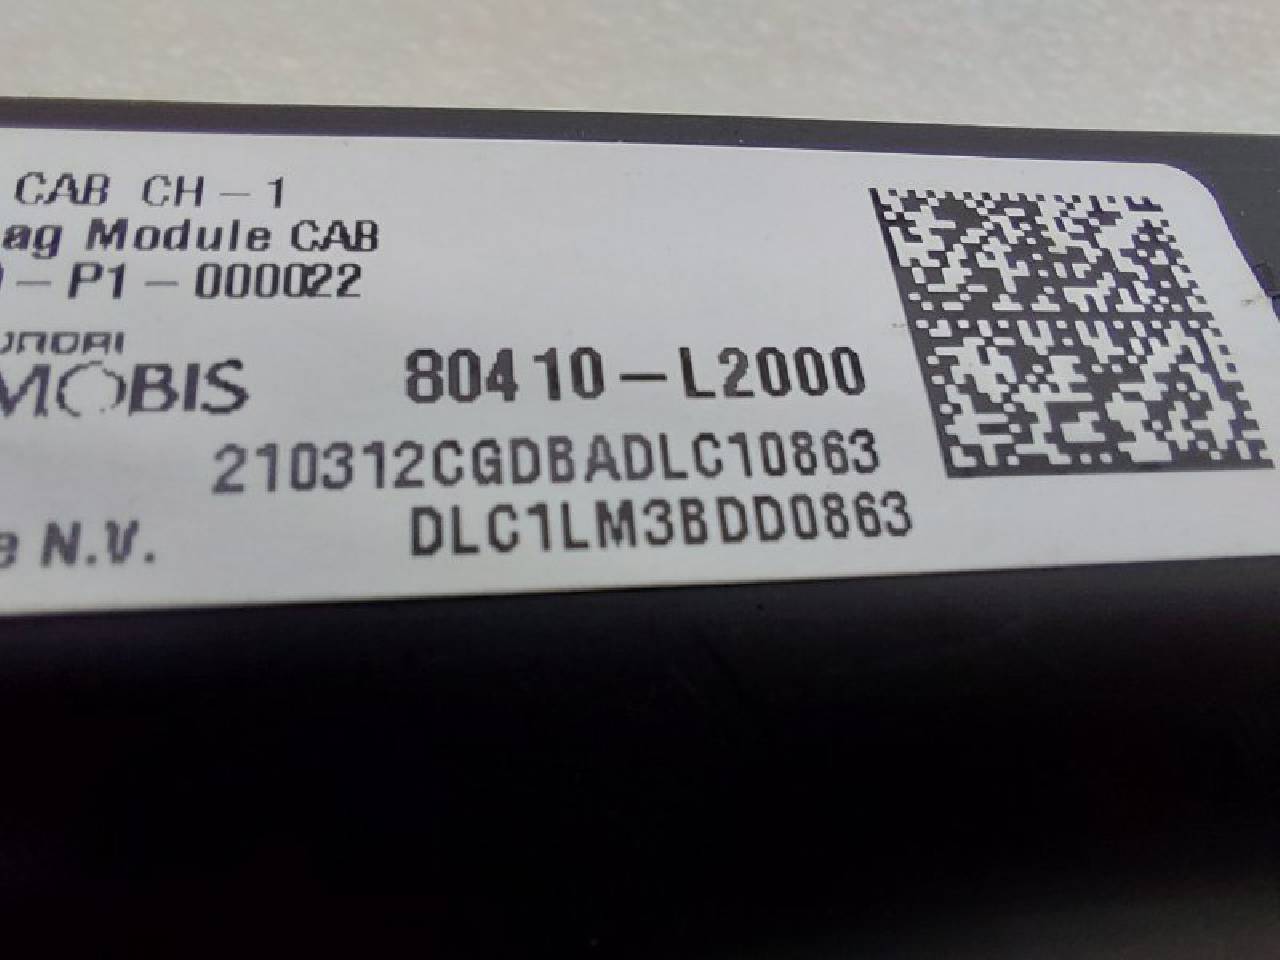 CAB CH-1
ag Module CAB
-P1-000022
MOBIS
80410-L2000
210312CGDBADLC10863
DLC1LM3BDD0863
e N.V.